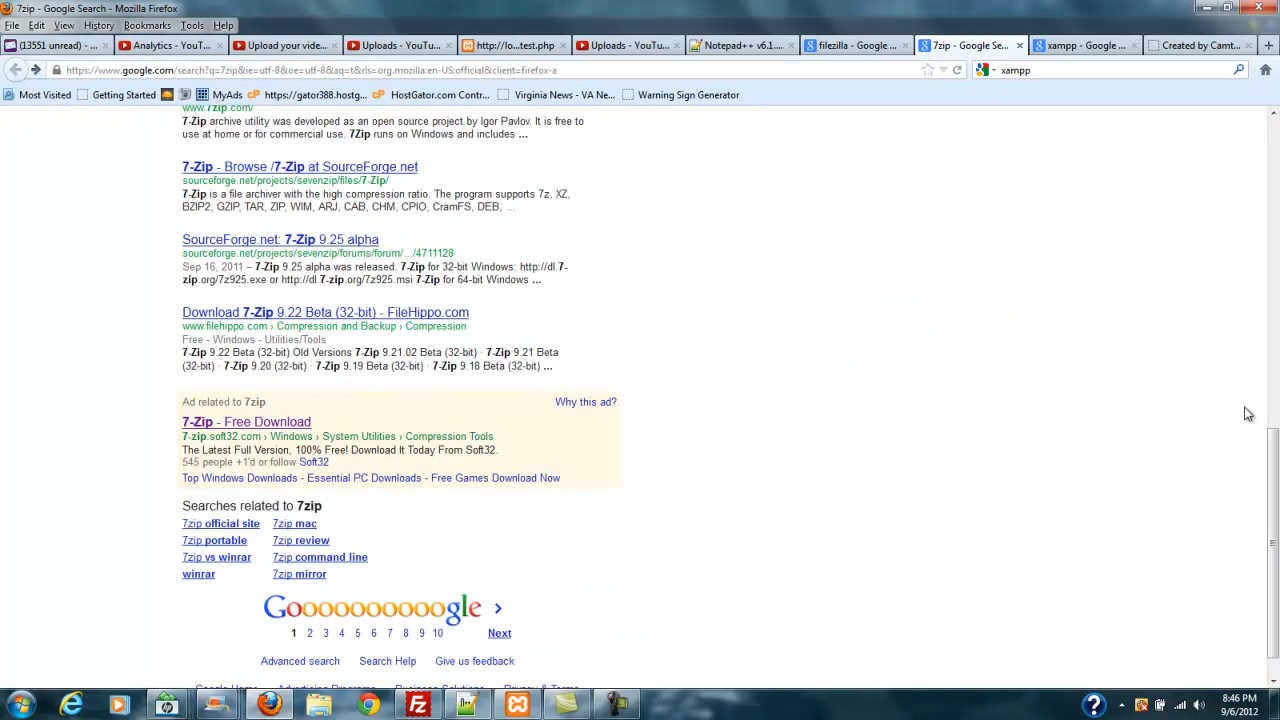 7zip - Google Search - Mozilla Firefox
File Edit View History Bookmarks Tools Help
(13551 unread) - ... × Analytics - YouT... × Upload your vide... × Uploads - YouTu... × http://lo...test.php × Uploads - YouTu... × Notepad++ v6.1.... × filezilla - Google ... × 7zip - Google Se... × xampp - Google ... × Created by Camt... ×
https://www.google.com/search?q=7zip&ie=utf-8&oe=utf-8&aq=t&rls=org.mozilla:en-US:official&client=firefox-a
xampp
Most Visited Getting Started MyAds https://gator388.hostg... HostGator.com Contr... Virginia News - VA Ne... Warning Sign Generator
www.7zip.com/
7-Zip archive utility was developed as an open source project by Igor Pavlov. It is free to
use at home or for commercial use. 7Zip runs on Windows and includes ...
7-Zip - Browse /7-Zip at SourceForge.net
sourceforge.net/projects/sevenzip/files/7-Zip/
7-Zip is a file archiver with the high compression ratio. The program supports 7z, XZ,
BZIP2, GZIP, TAR, ZIP, WIM, ARJ, CAB, CHM, CPIO, CramFS, DEB, ...
SourceForge.net: 7-Zip 9.25 alpha
sourceforge.net/projects/sevenzip/forums/forum/.../4711128
Sep 16, 2011 – 7-Zip 9.25 alpha was released. 7-Zip for 32-bit Windows: http://dl.7-
zip.org/7z925.exe or http://dl.7-zip.org/7z925.msi 7-Zip for 64-bit Windows ...
Download 7-Zip 9.22 Beta (32-bit) - FileHippo.com
www.filehippo.com › Compression and Backup › Compression
Free - Windows - Utilities/Tools
7-Zip 9.22 Beta (32-bit) Old Versions 7-Zip 9.21.02 Beta (32-bit) · 7-Zip 9.21 Beta
(32-bit) · 7-Zip 9.20 (32-bit) · 7-Zip 9.19 Beta (32-bit) · 7-Zip 9.18 Beta (32-bit) ...
Ad related to 7zip Why this ad?
7-Zip - Free Download
7-zip.soft32.com › Windows › System Utilities › Compression Tools
The Latest Full Version, 100% Free! Download It Today From Soft32.
545 people +1'd or follow Soft32
Top Windows Downloads - Essential PC Downloads - Free Games Download Now
Searches related to 7zip
7zip official site 7zip mac
7zip portable 7zip review
7zip vs winrar 7zip command line
winrar 7zip mirror
Goooooooooogle >
1 2 3 4 5 6 7 8 9 10 Next
Advanced search Search Help Give us feedback
Google Home Advertising Programs Business Solutions Privacy & Terms
8:46 PM
9/6/2012